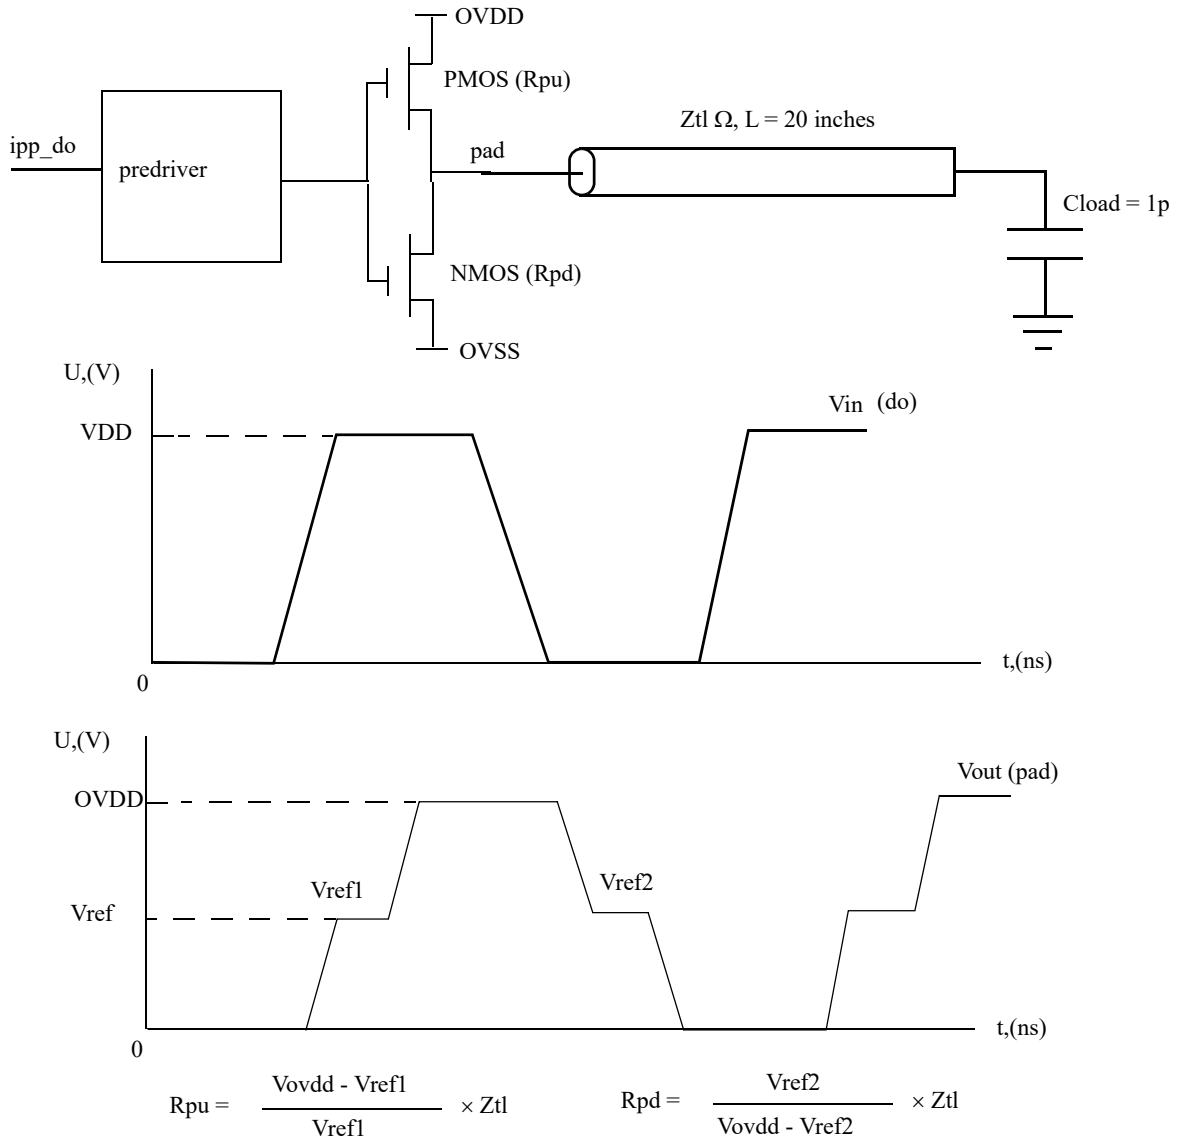 OVDD
PMOS (Rpu)
ipp_do
predriver
pad
Ztl Ω, L = 20 inches
Cload = 1p
NMOS (Rpd)
OVSS
U,(V)
VDD
Vin (do)
t,(ns)
0
U,(V)
OVDD
Vout (pad)
Vref1
Vref2
Vref
t,(ns)
0
Rpu = Vovdd - Vref1 × Ztl
Vref1
Rpd = Vref2 × Ztl
Vovdd - Vref2